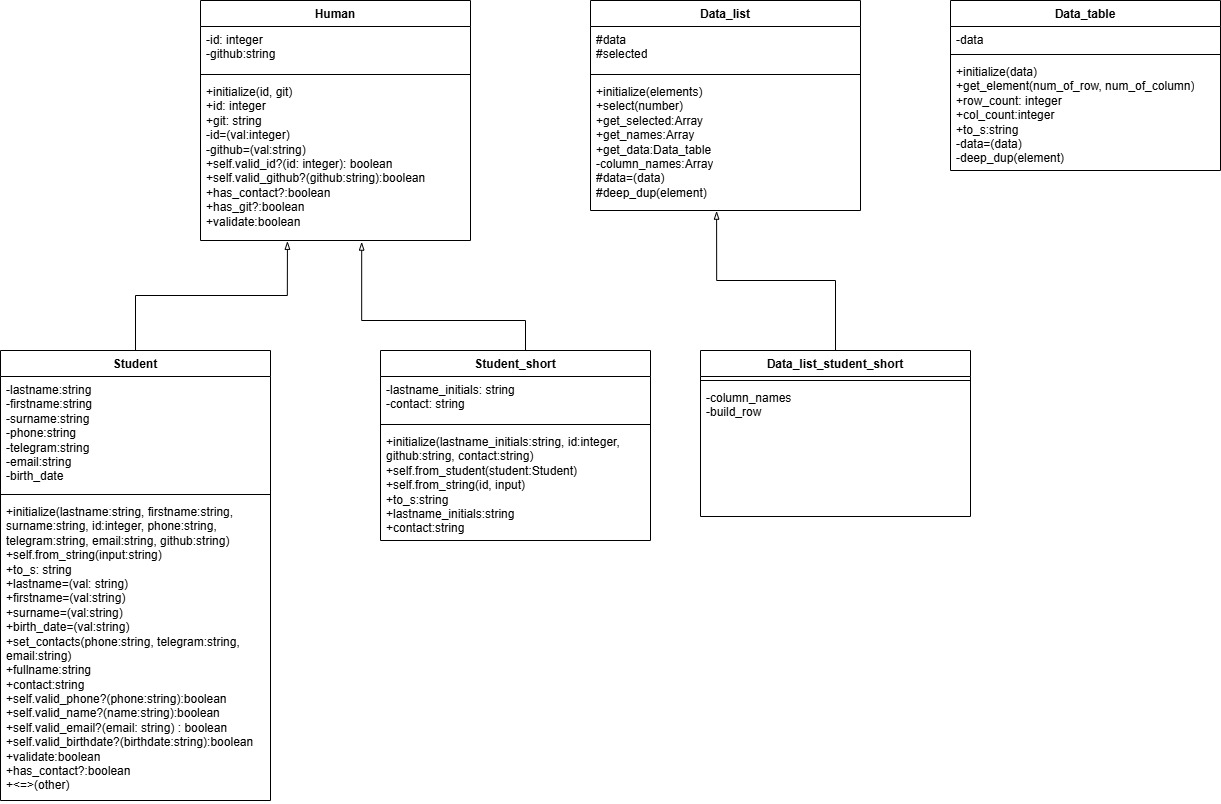 Human
-id: integer
-github:string
+initialize(id, git)
+id: integer
+git: string
-id=(val:integer)
-github=(val:string)
+self.valid_id?(id: integer): boolean
+self.valid_github?(github:string):boolean
+has_contact?:boolean
+has_git?:boolean
+validate:boolean
Data_list
#data
#selected
+initialize(elements)
+select(number)
+get_selected:Array
+get_names:Array
+get_data:Data_table
-column_names:Array
#data=(data)
#deep_dup(element)
Data_table
-data
+initialize(data)
+get_element(num_of_row, num_of_column)
+row_count: integer
+col_count:integer
+to_s:string
-data=(data)
-deep_dup(element)
Student
-lastname:string
-firstname:string
-surname:string
-phone:string
-telegram:string
-email:string
-birth_date
+initialize(lastname:string, firstname:string,
surname:string, id:integer, phone:string,
telegram:string, email:string, github:string)
+self.from_string(input:string)
+to_s: string
+lastname=(val: string)
+firstname=(val:string)
+surname=(val:string)
+birth_date=(val:string)
+set_contacts(phone:string, telegram:string,
email:string)
+fullname:string
+contact:string
+self.valid_phone?(phone:string):boolean
+self.valid_name?(name:string):boolean
+self.valid_email?(email: string) : boolean
+self.valid_birthdate?(birthdate:string):boolean
+validate:boolean
+has_contact?:boolean
+<=>(other)
Student_short
-lastname_initials: string
-contact: string
+initialize(lastname_initials:string, id:integer,
github:string, contact:string)
+self.from_student(student:Student)
+self.from_string(id, input)
+to_s:string
+lastname_initials:string
+contact:string
Data_list_student_short
-column_names
-build_row